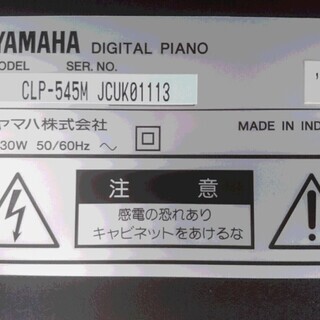 YAMAHA DIGITAL PIANO
MODEL SER. NO.
CLP-545M JCUK01113
ヤマハ株式会社
30W 50/60Hz ～
MADE IN
注 意
感電の恐れあり
キャビネットをあけるな